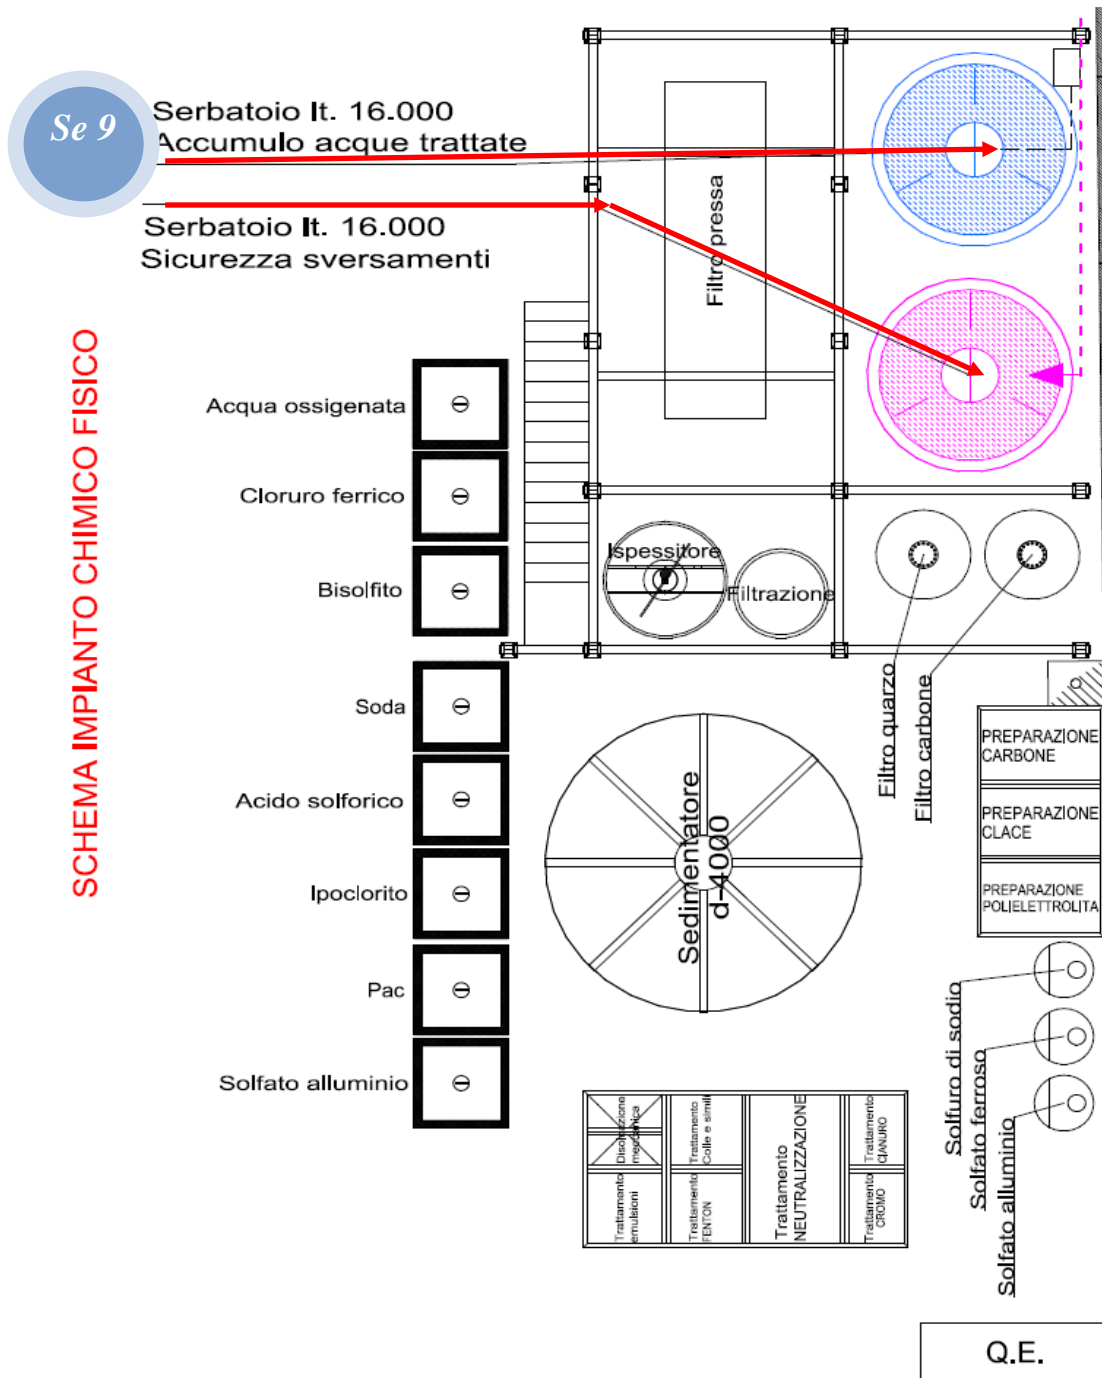 Se 9
Serbatoio lt. 16.000
Accumulo acque trattate
Serbatoio lt. 16.000
Sicurezza sversamenti
SCHEMA IMPIANTO CHIMICO FISICO
Filtro pressa
Acqua ossigenata
Cloruro ferrico
Bisolfito
Soda
Acido solforico
Ipoclorito
Pac
Solfato alluminio
Ispessitore
Filtrazione
Filtro quarzo
Filtro carbone
PREPARAZIONE
CARBONE
PREPARAZIONE
CLACE
PREPARAZIONE
POLIELETTROLITA
Sedimentatore
d-4000
Solfuro di sodio
Solfato ferroso
Solfato alluminio
meccanica
Trattamento
Colle e simili
Trattamento
NEUTRALIZZAZIONE
Trattamento
CIANURO
Trattamento
emulsioni
Trattamento
FENTON
Trattamento
CROMO
Q.E.